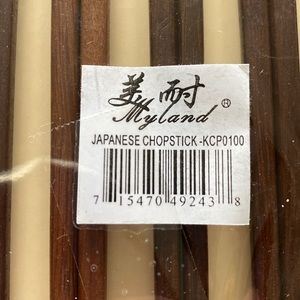 美耐
Myland®
JAPANESE CHOPSTICK-KCP0100
7 15470 49243 8